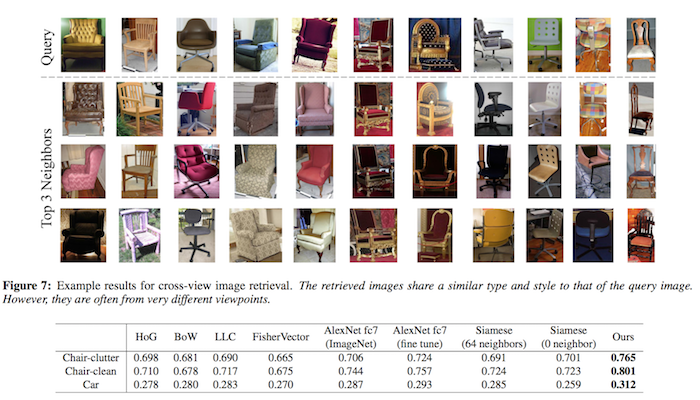 Query
Top 3 Neighbors
Figure 7: Example results for cross-view image retrieval. The retrieved images share a similar type and style to that of the query image.
However, they are often from very different viewpoints.
HoG BoW LLC FisherVector AlexNet fc7 (ImageNet) AlexNet fc7 (fine tune) Siamese (64 neighbors) Siamese (0 neighbor) Ours
Chair-clutter 0.698 0.681 0.690 0.665 0.706 0.724 0.691 0.701 0.765
Chair-clean 0.710 0.678 0.717 0.675 0.744 0.757 0.724 0.723 0.801
Car 0.278 0.280 0.283 0.270 0.287 0.293 0.285 0.259 0.312